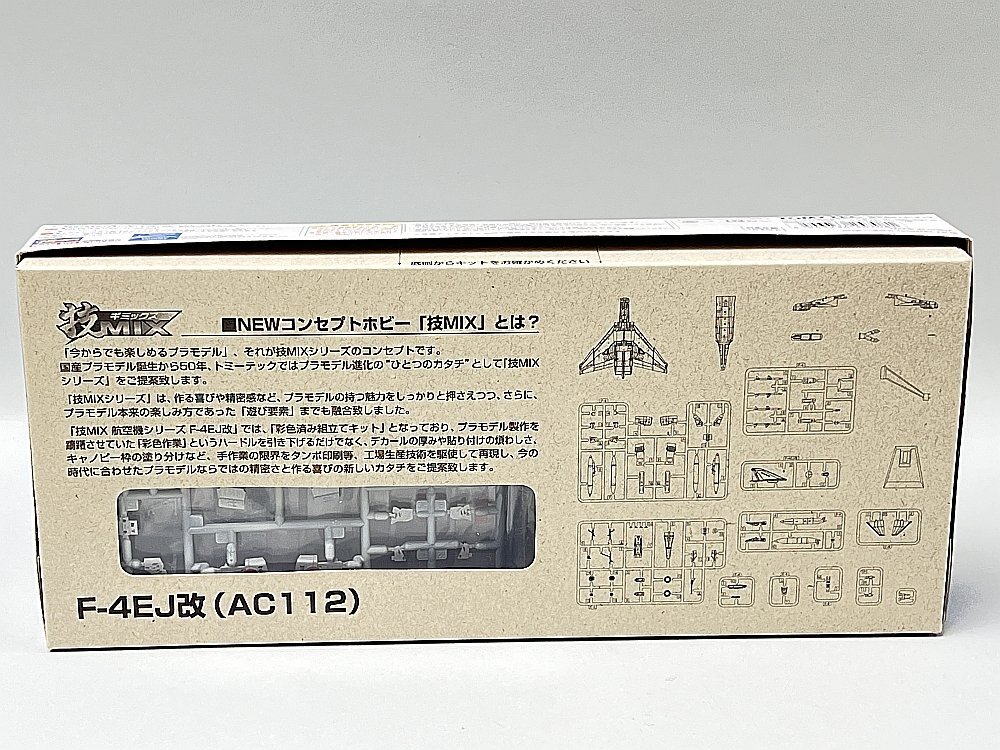 底面からキットをお確かめください
技MIX
ギミックス
■NEWコンセプトホビー「技MIX」とは？
「今からでも楽しめるプラモデル」、それが技MIXシリーズのコンセプトです。
国産プラモデル誕生から50年、トミーテックではプラモデル進化の"ひとつのカタチ"として「技MIX
シリーズ」をご提案致します。
「技MIXシリーズ」は、作る喜びや精密感など、プラモデルの持つ魅力をしっかりと押さえつつ、さらに、
プラモデル本来の楽しみ方であった「遊び要素」までも融合致しました。
「技MIX 航空機シリーズ F-4EJ改」では、「彩色済み組立てキット」となっており、プラモデル製作を
躊躇させていた「彩色作業」というハードルを引き下げるだけでなく、デカールの厚みや貼り付けの煩わしさ、
キャノピー枠の塗り分けなど、手作業の限界をタンポ印刷等、工場生産技術を駆使して再現し、今の
時代に合わせたプラモデルならではの精密さと作る喜びの新しいカタチをご提案致します。
F-4EJ改（AC112）